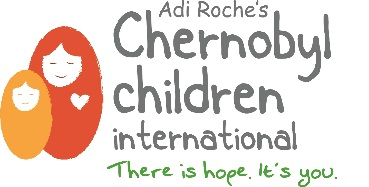 Adi Roche's
Chernobyl
children
international
There is hope. It's you.